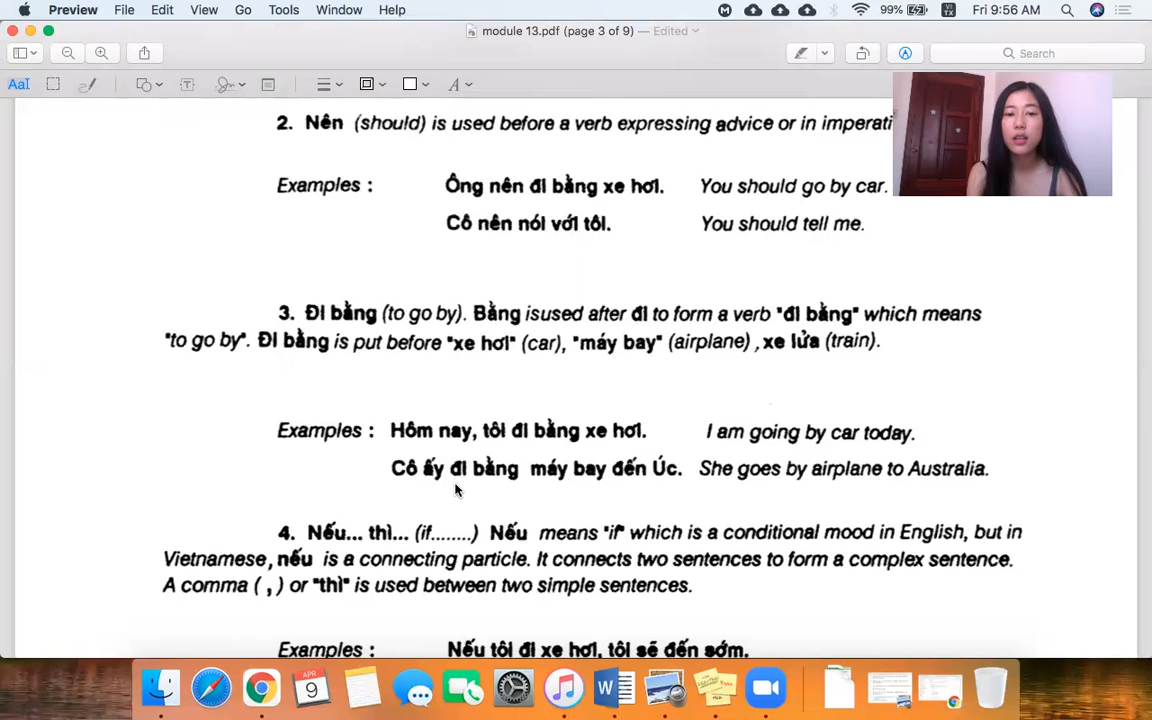 Preview File Edit View Go Tools Window Help 99% VI TX Fri 9:56 AM
module 13.pdf (page 3 of 9) — Edited
Search
2. Nên (should) is used before a verb expressing advice or in imperati
Examples : Ông nên đi bằng xe hơi. You should go by car.
Cô nên nói với tôi. You should tell me.
3. Đi bằng (to go by). Bằng isused after đi to form a verb "đi bằng" which means
"to go by". Đi bằng is put before "xe hơi" (car), "máy bay" (airplane) , xe lửa (train).
Examples : Hôm nay, tôi đi bằng xe hơi. I am going by car today.
Cô ấy đi bằng máy bay đến Úc. She goes by airplane to Australia.
4. Nếu... thì... (if........) Nếu means "if" which is a conditional mood in English, but in
Vietnamese, nếu is a connecting particle. It connects two sentences to form a complex sentence.
A comma ( , ) or "thì" is used between two simple sentences.
Examples : Nếu tôi đi xe hơi, tôi sẽ đến sớm.
APR
9